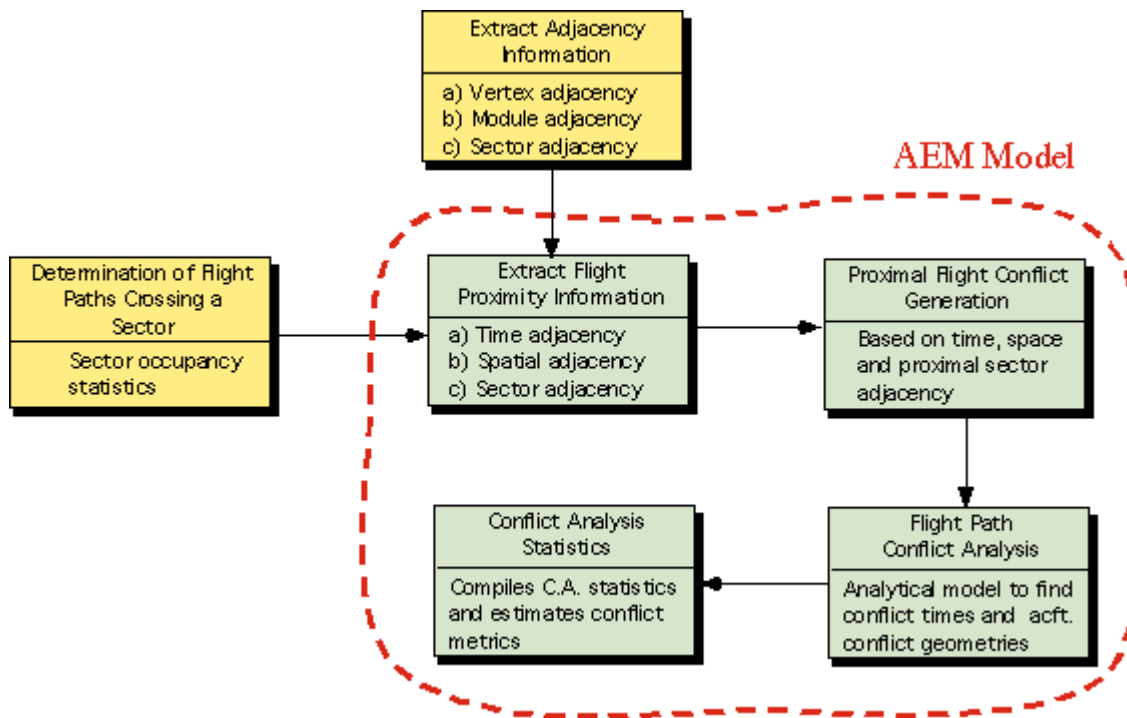 Extract Adjacency
Information
a) Vertex adjacency
b) Module adjacency
c) Sector adjacency
AEM Model
Determination of Flight
Paths Crossing a
Sector
Sector occupancy
statistics
Extract Flight
Proximity Information
a) Time adjacency
b) Spatial adjacency
c) Sector adjacency
Proximal Flight Conflict
Generation
Based on time, space
and proximal sector
adjacency
Conflict Analysis
Statistics
Compiles C.A. statistics
and estimates conflict
metrics
Flight Path
Conflict Analysis
Analytical model to find
conflict times and acft.
conflict geometries